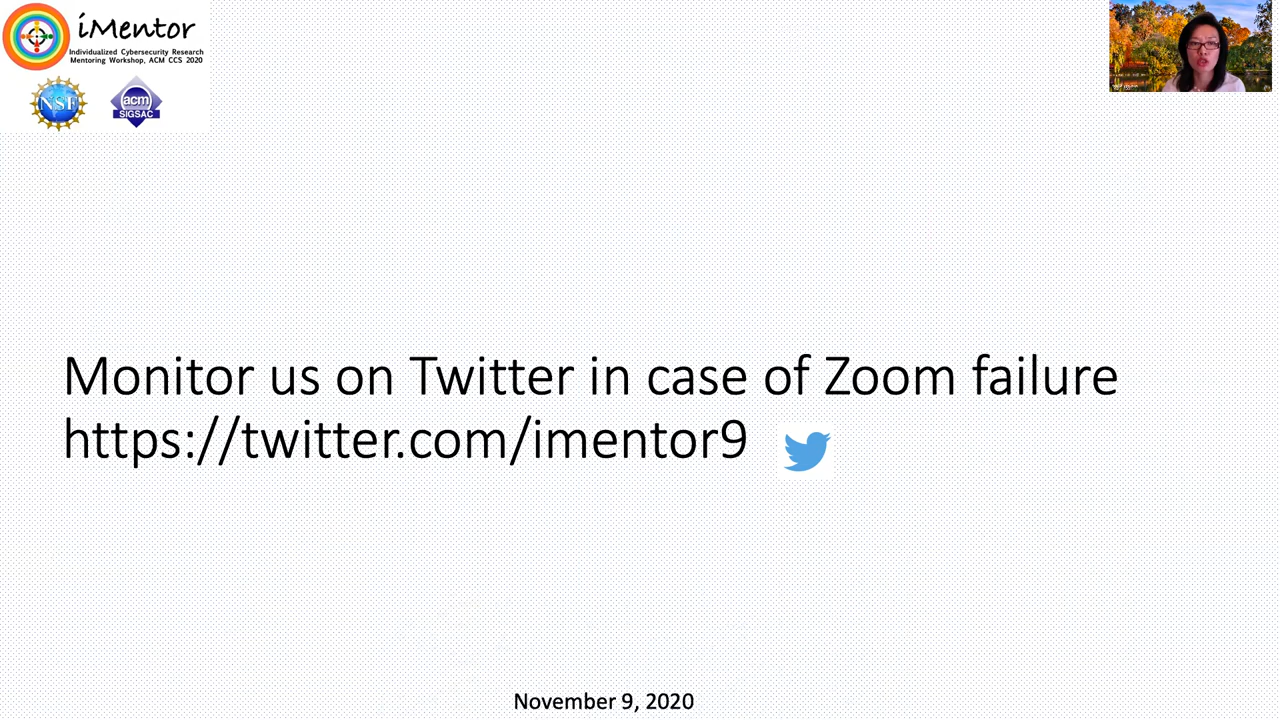 iMentor
Individualized Cybersecurity Research
Mentoring Workshop, ACM CCS 2020
NSF
acm
SIGSAC
Monitor us on Twitter in case of Zoom failure
https://twitter.com/imentor9
November 9, 2020